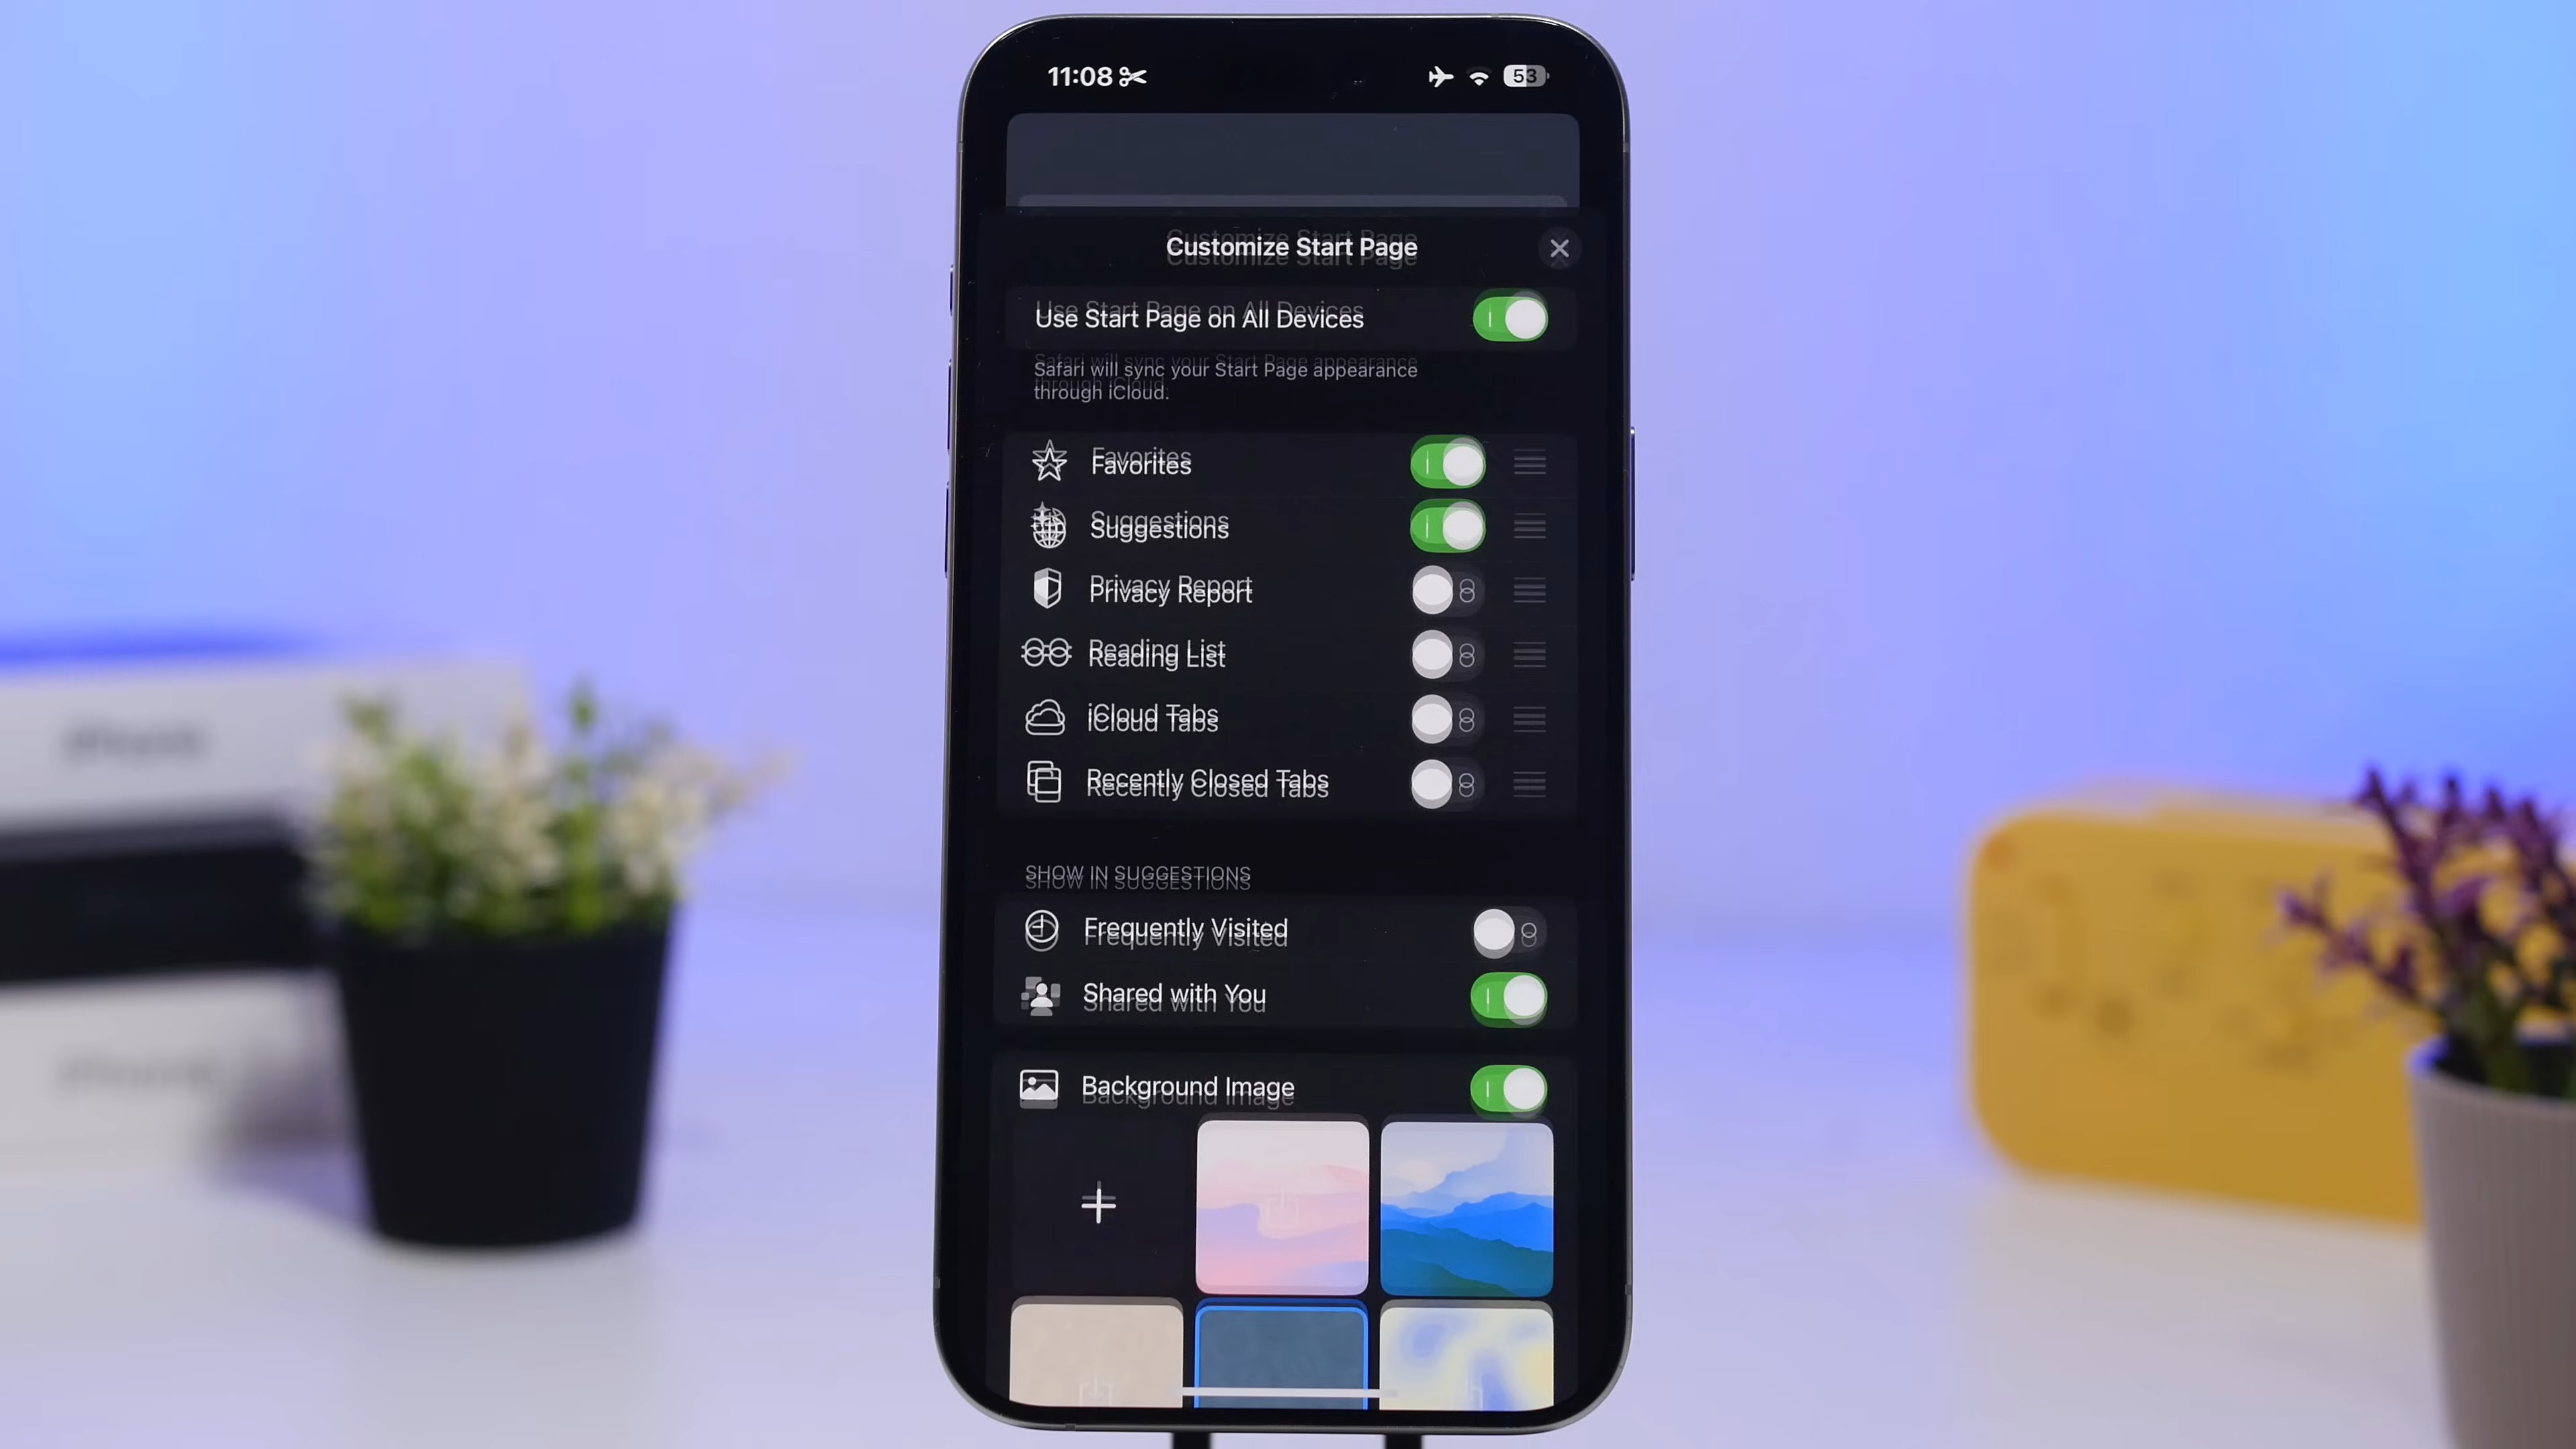 11:08
53
Customize Start Page
Use Start Page on All Devices
Safari will sync your Start Page appearance
through iCloud.
Favorites
Suggestions
Privacy Report
Reading List
iCloud Tabs
Recently Closed Tabs
SHOW IN SUGGESTIONS
Frequently Visited
Shared with You
Background Image
iPhone